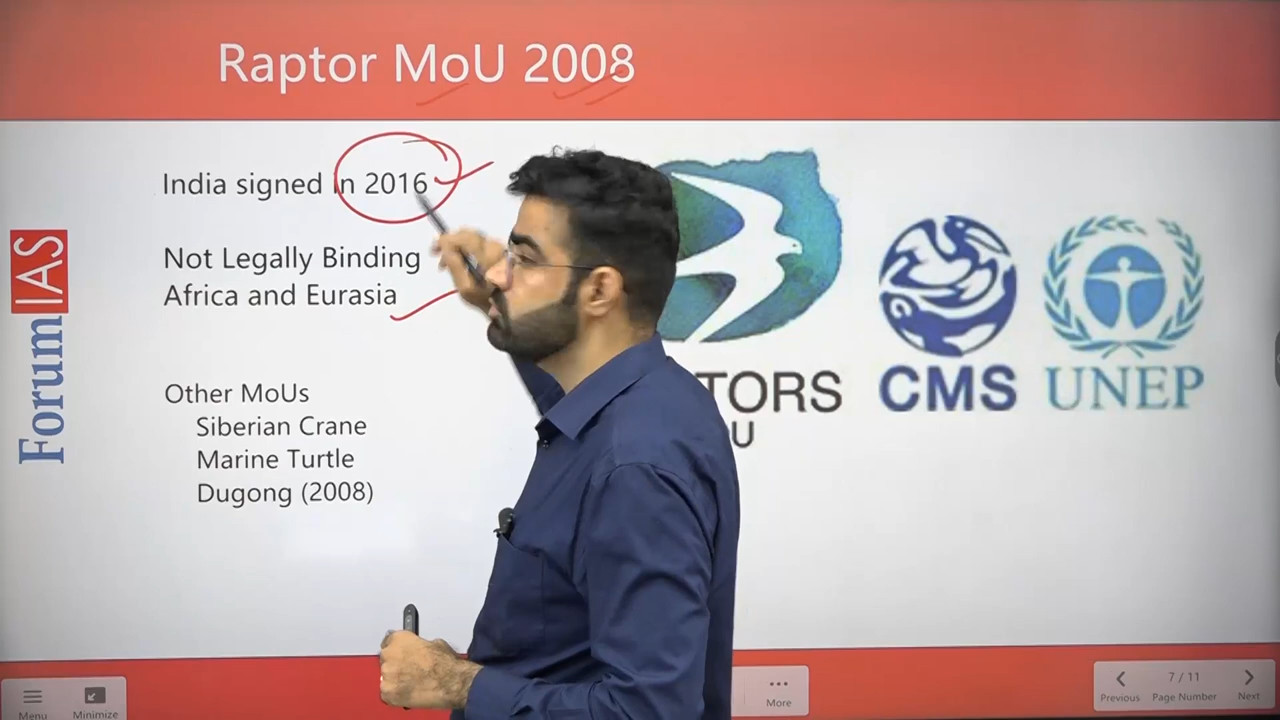 Raptor MoU 2008
India signed in 2016
Not Legally Binding
Africa and Eurasia
Other MoUs
Siberian Crane
Marine Turtle
Dugong (2008)
Forum IAS
TORS
U
CMS
UNEP
Menu
Minimize
More
Previous
7 / 11
Page Number
Next